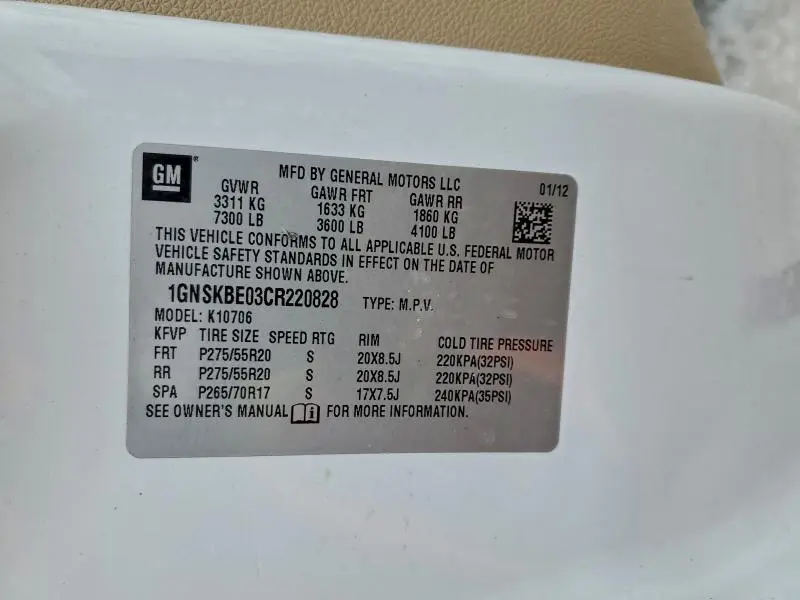 GM
MFD BY GENERAL MOTORS LLC 01/12
GVWR GAWR FRT GAWR RR
3311 KG 1633 KG 1860 KG
7300 LB 3600 LB 4100 LB
THIS VEHICLE CONFORMS TO ALL APPLICABLE U.S. FEDERAL MOTOR
VEHICLE SAFETY STANDARDS IN EFFECT ON THE DATE OF
MANUFACTURE SHOWN ABOVE.
1GNSKBE03CR220828 TYPE: M.P.V.
MODEL: K10706
KFVP TIRE SIZE SPEED RTG RIM COLD TIRE PRESSURE
FRT P275/55R20 S 20X8.5J 220KPA(32PSI)
RR P275/55R20 S 20X8.5J 220KPA(32PSI)
SPA P265/70R17 S 17X7.5J 240KPA(35PSI)
SEE OWNER'S MANUAL FOR MORE INFORMATION.